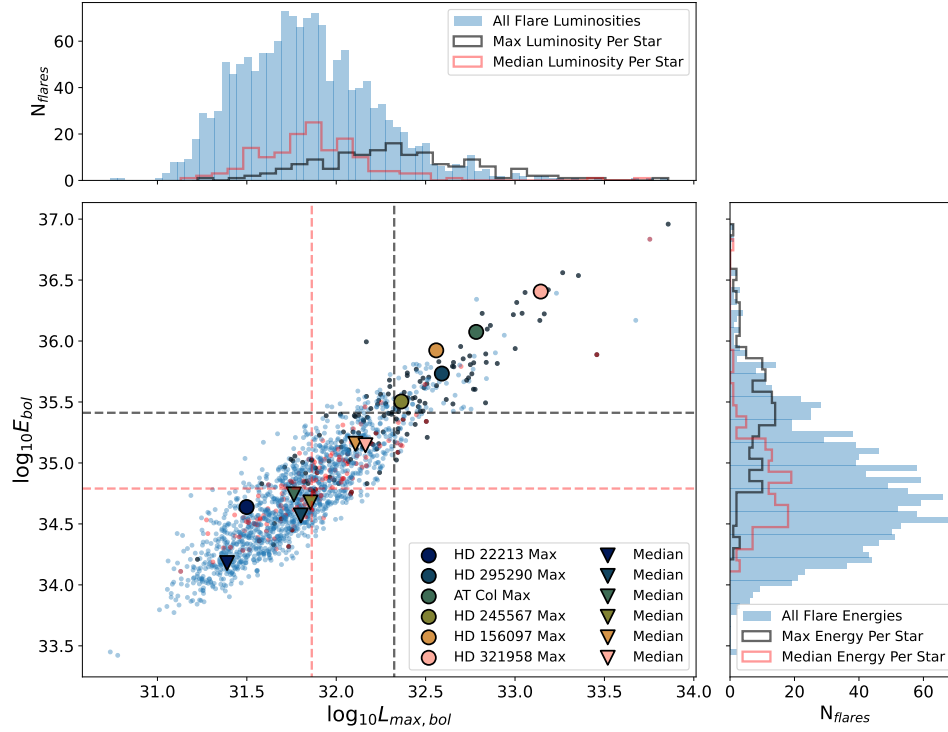 60
40
20
0
N_flares
All Flare Luminosities
Max Luminosity Per Star
Median Luminosity Per Star
37.0
36.5
36.0
35.5
35.0
34.5
34.0
33.5
log10 E_bol
HD 22213 Max Median
HD 295290 Max Median
AT Col Max Median
HD 245567 Max Median
HD 156097 Max Median
HD 321958 Max Median
31.0 31.5 32.0 32.5 33.0 33.5 34.0
log10 L_max, bol
All Flare Energies
Max Energy Per Star
Median Energy Per Star
0 20 40 60
N_flares